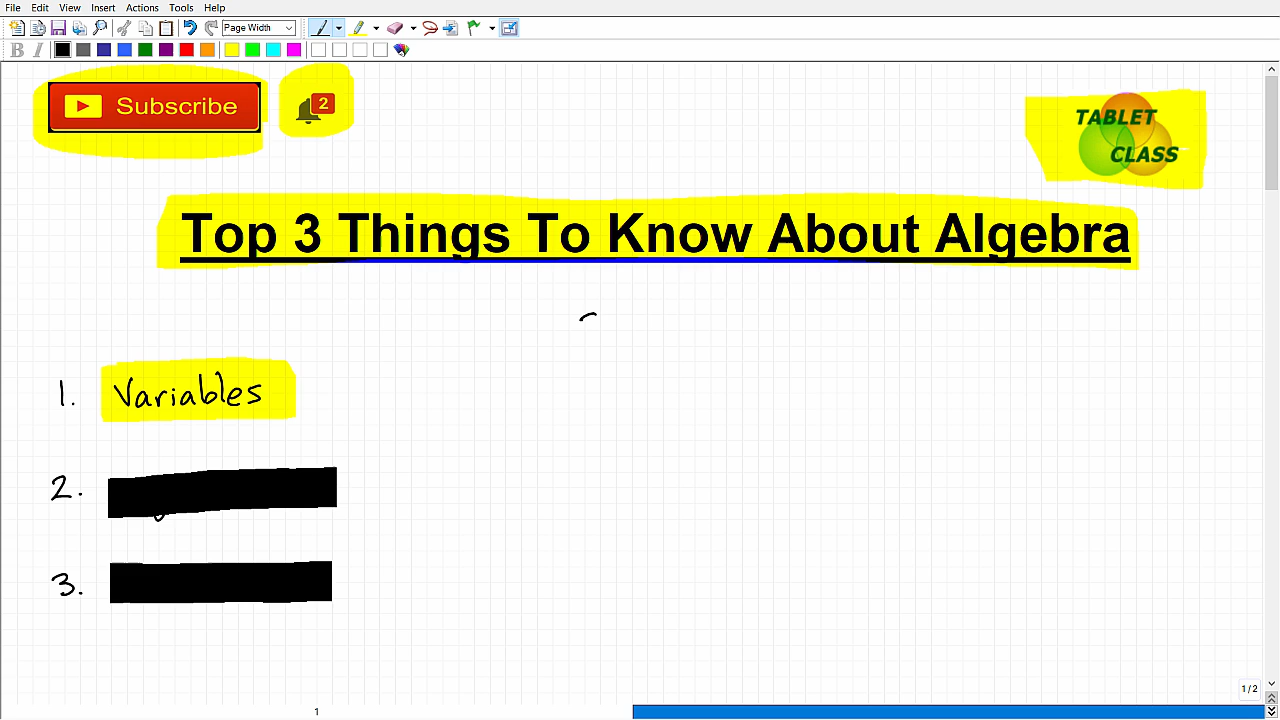 File Edit View Insert Actions Tools Help
Page Width
B I
Subscribe
2
TABLET
CLASS
Top 3 Things To Know About Algebra
1. Variables
2.
3.
1/2
1